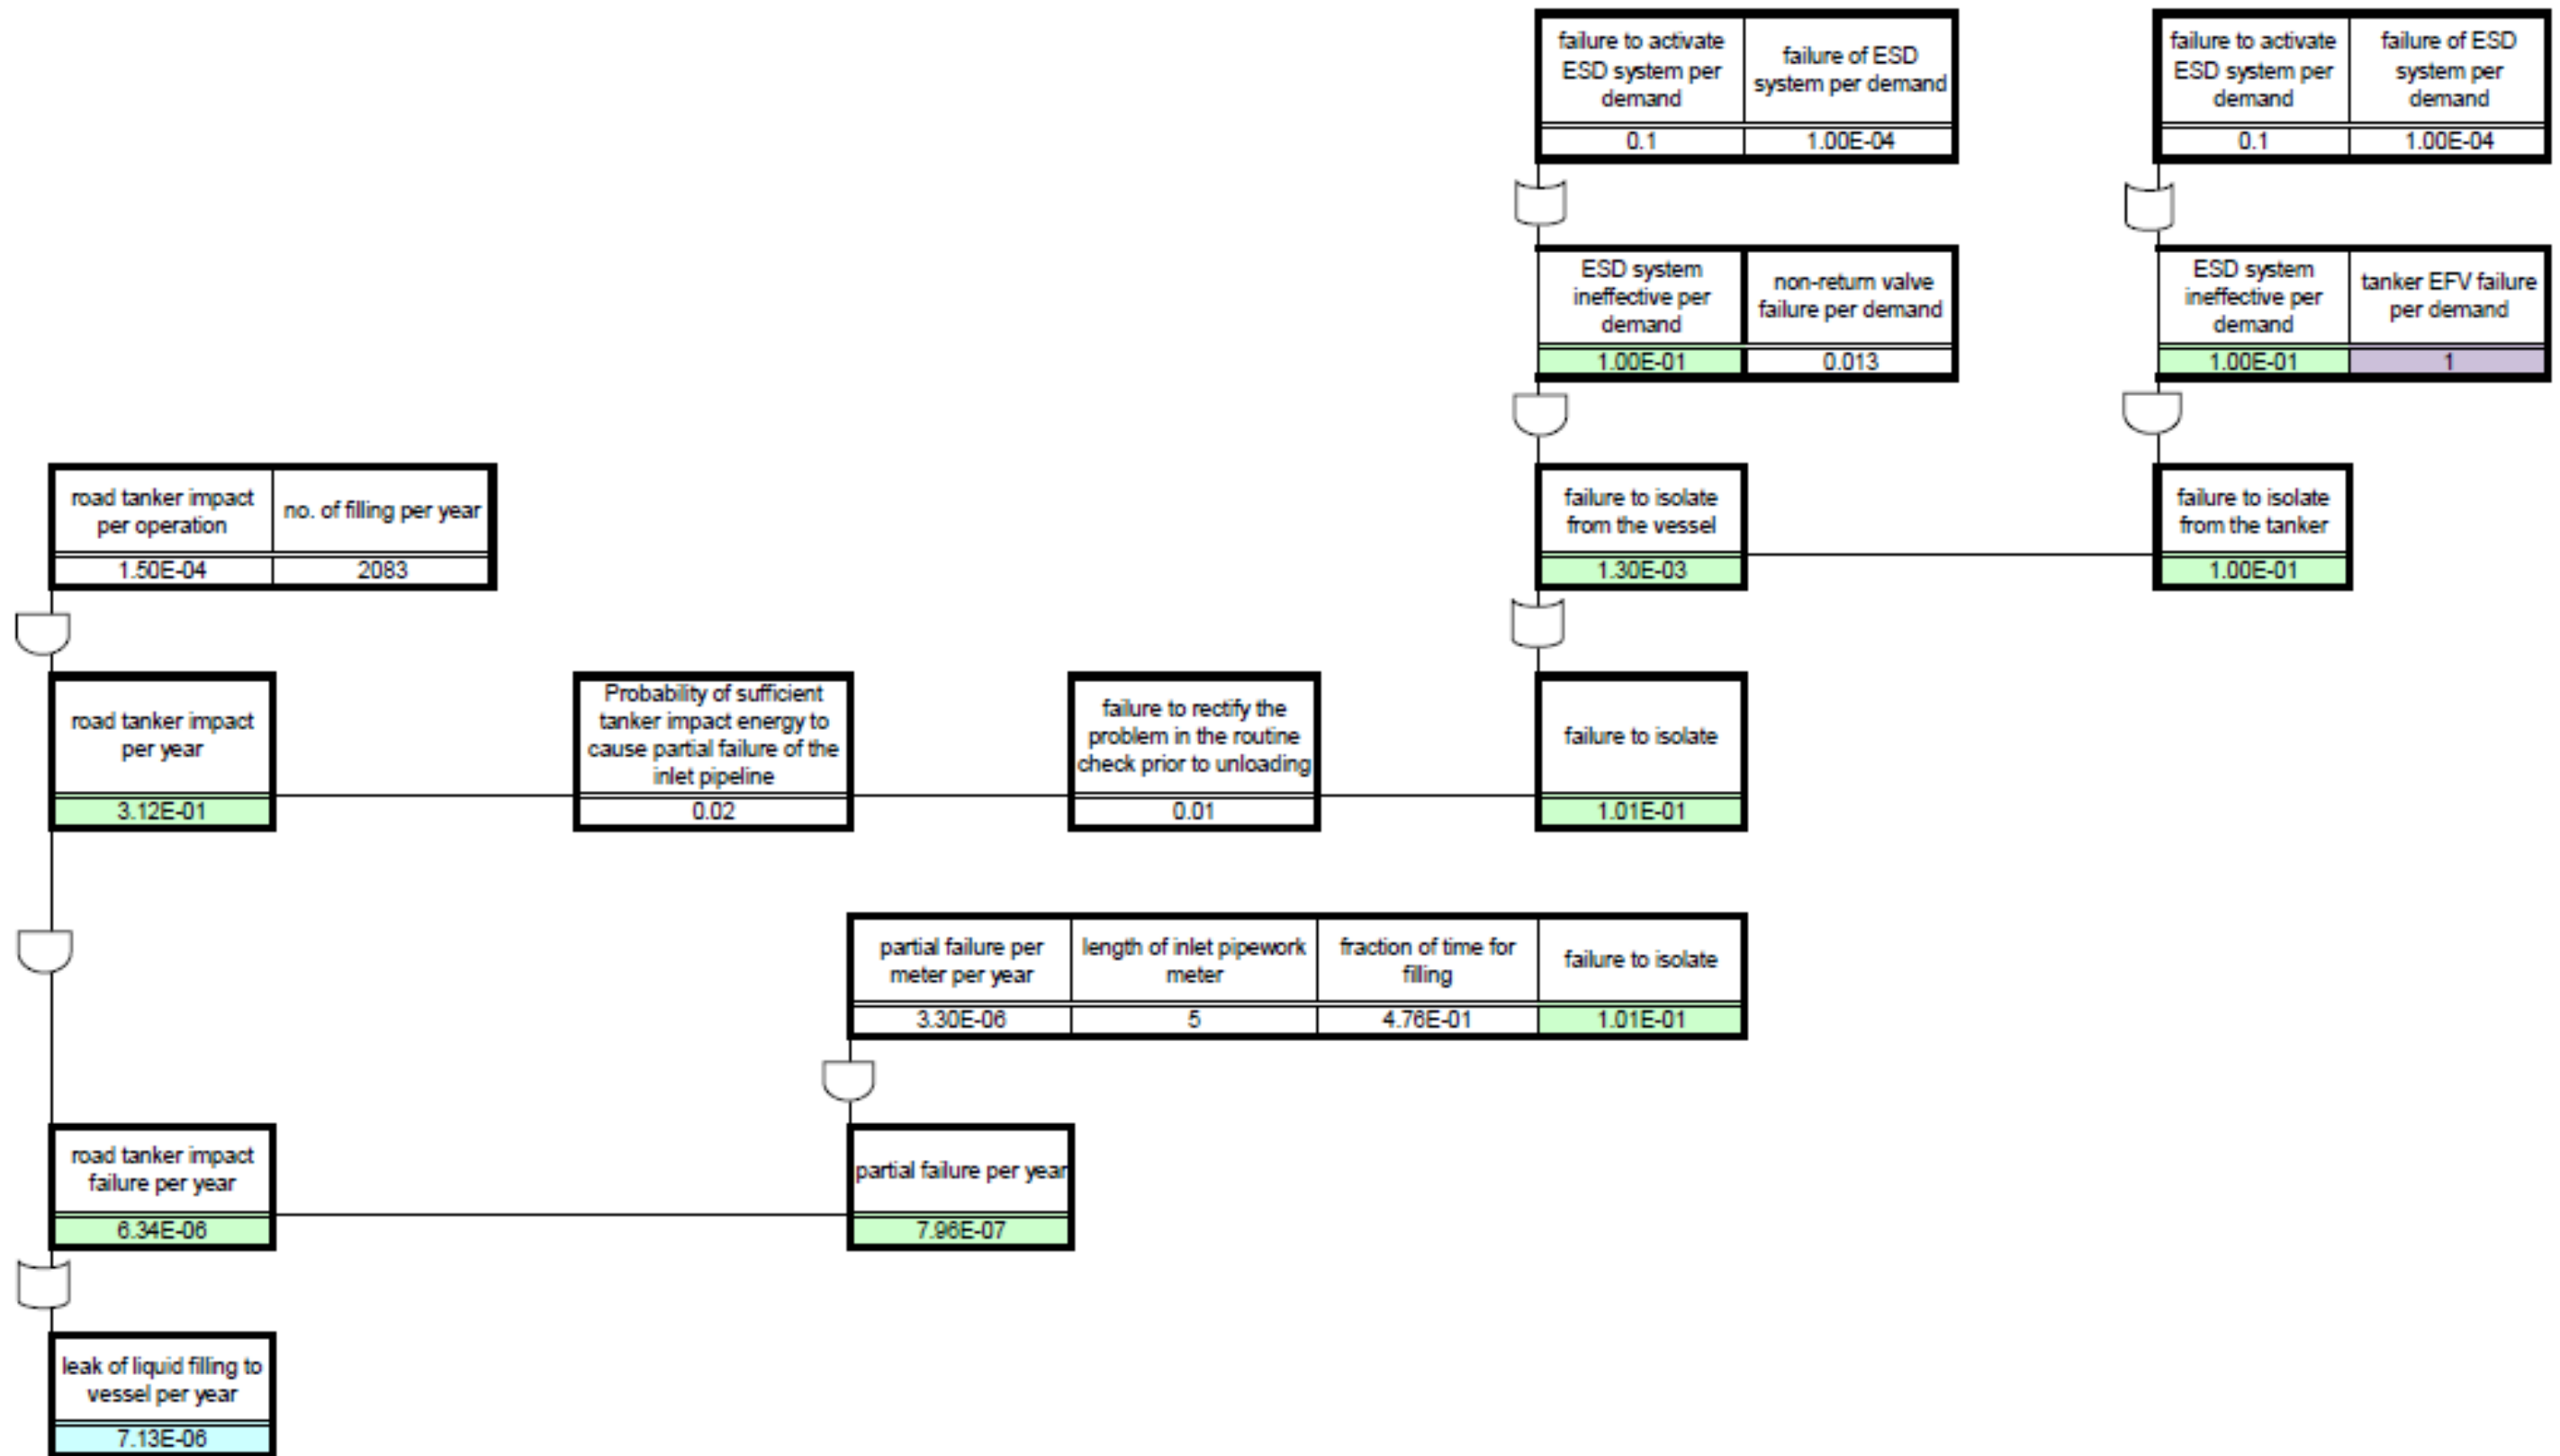 failure to activate
ESD system per
demand
failure of ESD
system per demand
0.1
1.00E-04
failure to activate
ESD system per
demand
failure of ESD
system per
demand
0.1
1.00E-04
ESD system
ineffective per
demand
non-return valve
failure per demand
1.00E-01
0.013
ESD system
ineffective per
demand
tanker EFV failure
per demand
1.00E-01
1
road tanker impact
per operation
no. of filling per year
1.50E-04
2083
failure to isolate
from the vessel
1.30E-03
failure to isolate
from the tanker
1.00E-01
road tanker impact
per year
3.12E-01
Probability of sufficient
tanker impact energy to
cause partial failure of the
inlet pipeline
0.02
failure to rectify the
problem in the routine
check prior to unloading
0.01
failure to isolate
1.01E-01
partial failure per
meter per year
length of inlet pipework
meter
fraction of time for
filling
failure to isolate
3.30E-06
5
4.76E-01
1.01E-01
road tanker impact
failure per year
6.34E-06
partial failure per year
7.96E-07
leak of liquid filling to
vessel per year
7.13E-06